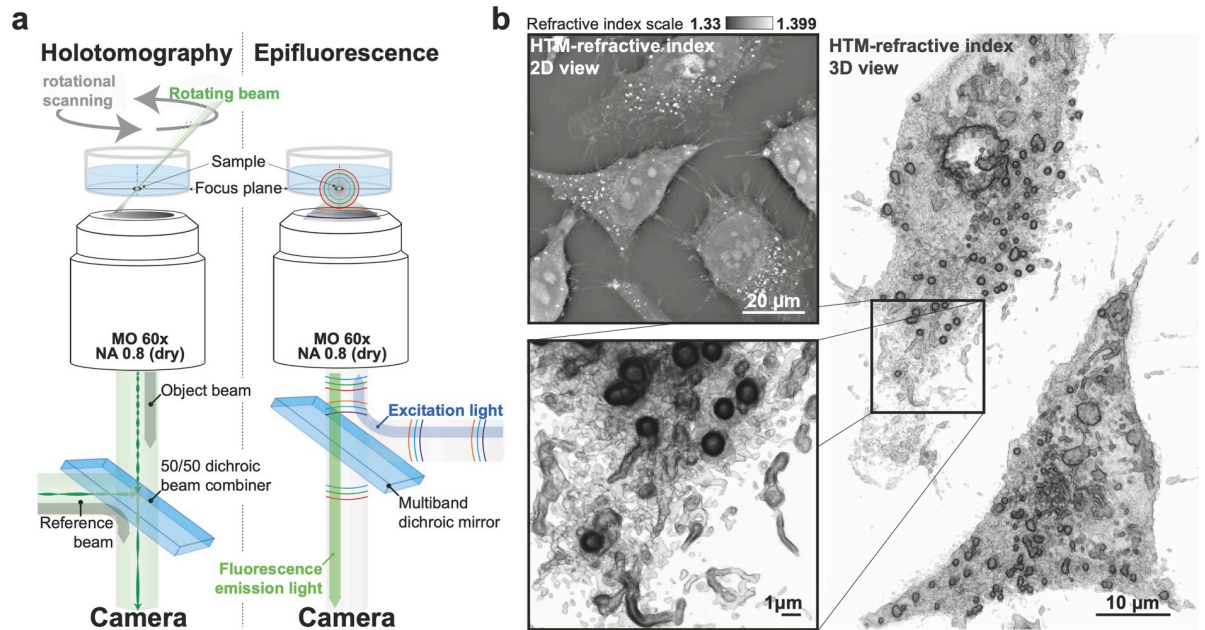 a
Holotomography
Epifluorescence
rotational
scanning
Rotating beam
Sample
Focus plane
MO 60x
NA 0.8 (dry)
MO 60x
NA 0.8 (dry)
Object beam
Excitation light
50/50 dichroic
beam combiner
Reference
beam
Multiband
dichroic mirror
Fluorescence
emission light
Camera
Camera
b
Refractive index scale 1.33 1.399
HTM-refractive index
2D view
20 µm
HTM-refractive index
3D view
1µm
10 µm